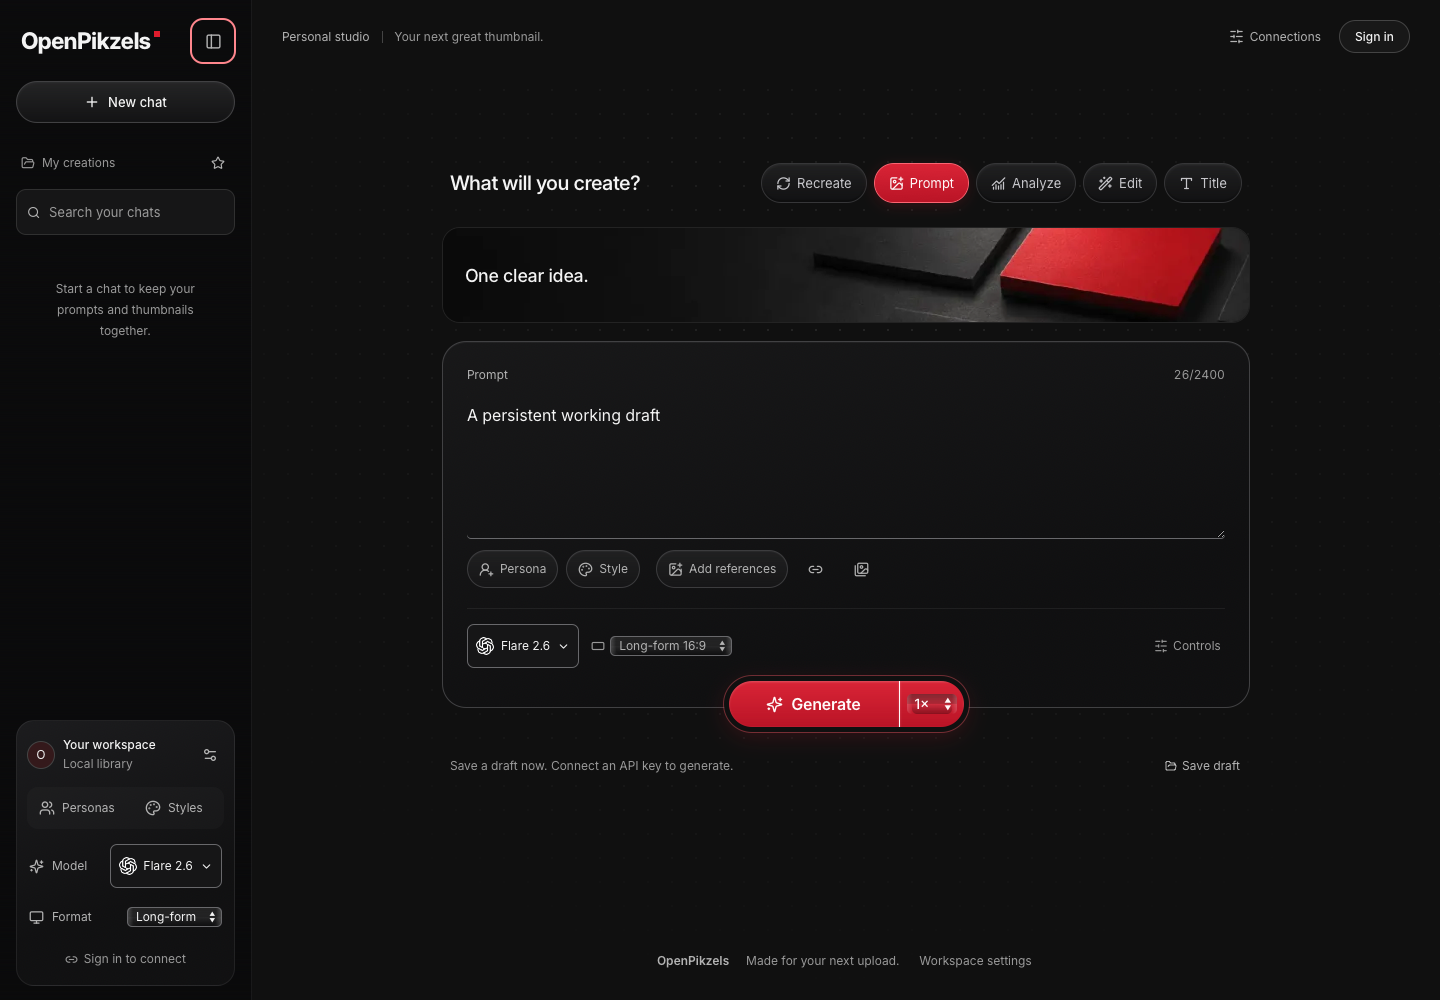 OpenPikzels
New chat
My creations
Search your chats
Start a chat to keep your
prompts and thumbnails
together.
O
Your workspace
Local library
Personas
Styles
Model
Flare 2.6
Format
Long-form
Sign in to connect
Personal studio
Your next great thumbnail.
Connections
Sign in
What will you create?
Recreate
Prompt
Analyze
Edit
Title
One clear idea.
Prompt
26/2400
A persistent working draft
Persona
Style
Add references
Flare 2.6
Long-form 16:9
Controls
Generate
1×
Save a draft now. Connect an API key to generate.
Save draft
OpenPikzels
Made for your next upload.
Workspace settings